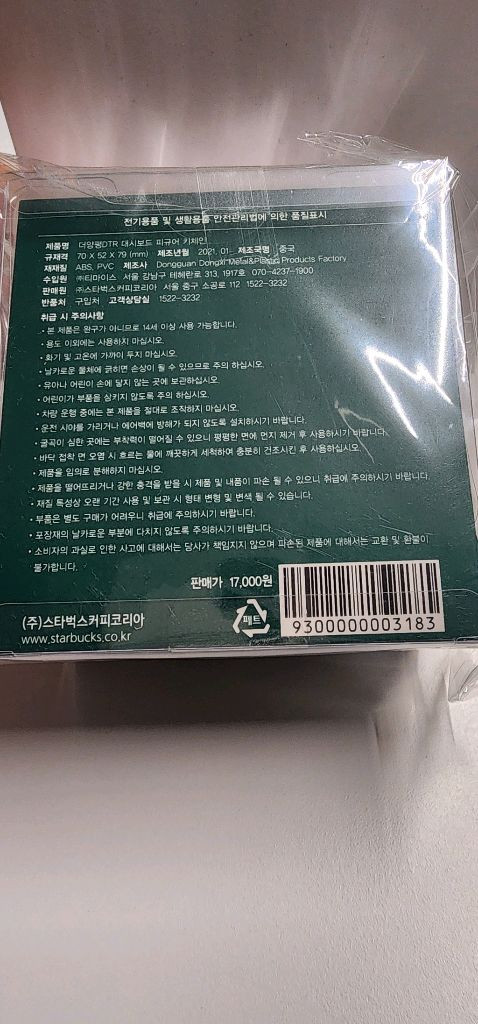 전기용품 및 생활용품 안전관리법에 의한 품질표시
제품명 더양평DTR 대시보드 피규어 키체인
규재격 70 X 52 X 79 (mm) 제조년월 2021. 01 제조국명 중국
재재질 ABS, PVC 제조사 Dongguan Dongxi Metal&Plastic Products Factory
수입원 ㈜티마이스 서울 강남구 테헤란로 313, 1917호 070-4237-1900
판매원 ㈜스타벅스커피코리아 서울 중구 소공로 112 1522-3232
반품처 구입처 고객상담실 1522-3232
취급 시 주의사항
• 본 제품은 완구가 아니므로 14세 이상 사용 가능합니다.
• 용도 이외에는 사용하지 마십시오.
• 화기 및 고온에 가까이 두지 마십시오.
• 날카로운 물체에 긁히면 손상이 될 수 있으므로 주의 하십시오.
• 유아나 어린이 손에 닿지 않는 곳에 보관하십시오.
• 어린이가 부품을 삼키지 않도록 주의 하십시오.
• 차량 운행 중에는 본 제품을 절대로 조작하지 마십시오.
• 운전 시야를 가리거나 에어백에 방해가 되지 않도록 설치하시기 바랍니다.
• 굴곡이 심한 곳에는 부착력이 떨어질 수 있으니 평평한 면에 먼지 제거 후 사용하시기 바랍니다.
• 바닥 접착 면 오염 시 흐르는 물에 깨끗하게 세척하여 충분히 건조시킨 후 사용하십시오.
• 제품을 임의로 분해하지 마십시오.
• 제품을 떨어뜨리거나 강한 충격을 받을 시 제품 및 내품이 파손 될 수 있으니 취급에 주의하시기 바랍니다.
• 재질 특성상 오랜 기간 사용 및 보관 시 형태 변형 및 변색 될 수 있습니다.
• 부품은 별도 구매가 어려우니 취급에 주의하시기 바랍니다.
• 포장재의 날카로운 부분에 다치지 않도록 주의하시기 바랍니다.
• 소비자의 과실로 인한 사고에 대해서는 당사가 책임지지 않으며 파손된 제품에 대해서는 교환 및 환불이
불가합니다.
판매가 17,000원
(주)스타벅스커피코리아
www.starbucks.co.kr
페트
9300000003183